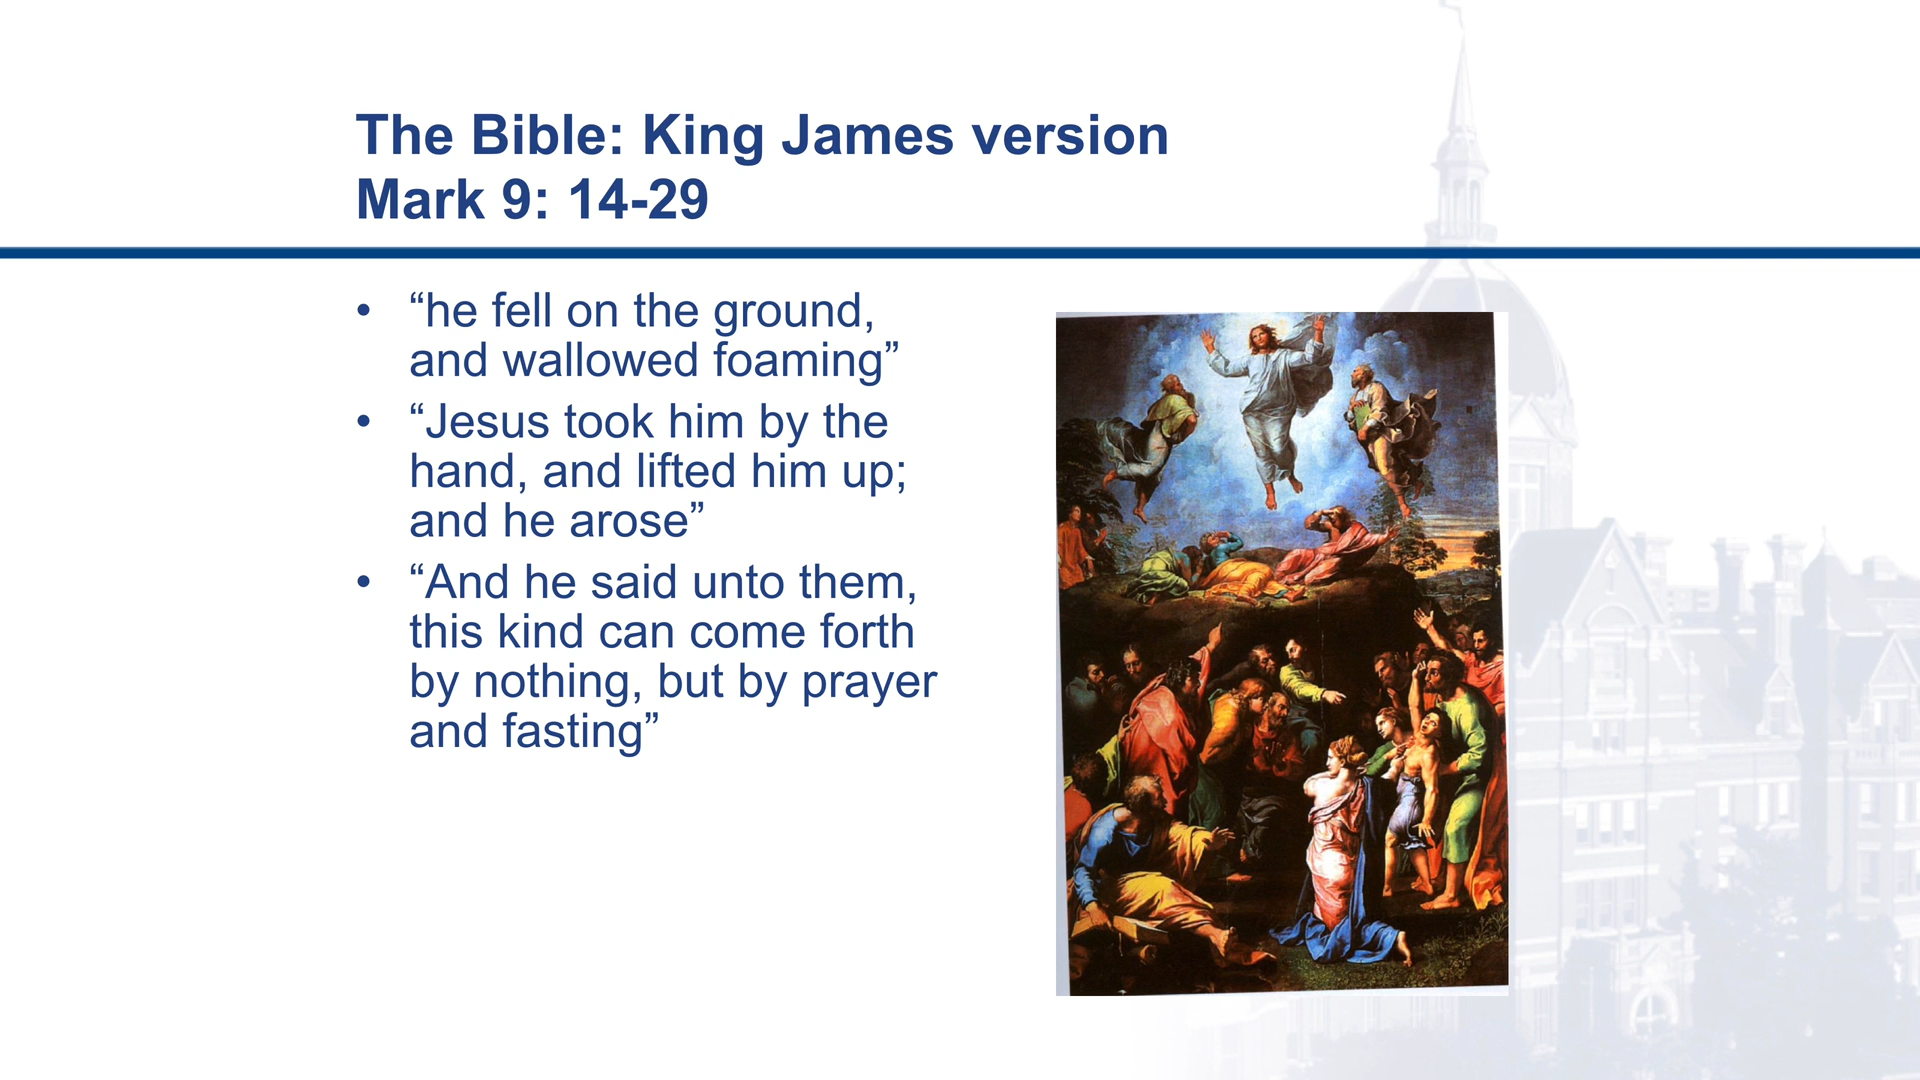 The Bible: King James version
Mark 9: 14-29
• “he fell on the ground,
and wallowed foaming”
• “Jesus took him by the
hand, and lifted him up;
and he arose”
• “And he said unto them,
this kind can come forth
by nothing, but by prayer
and fasting”